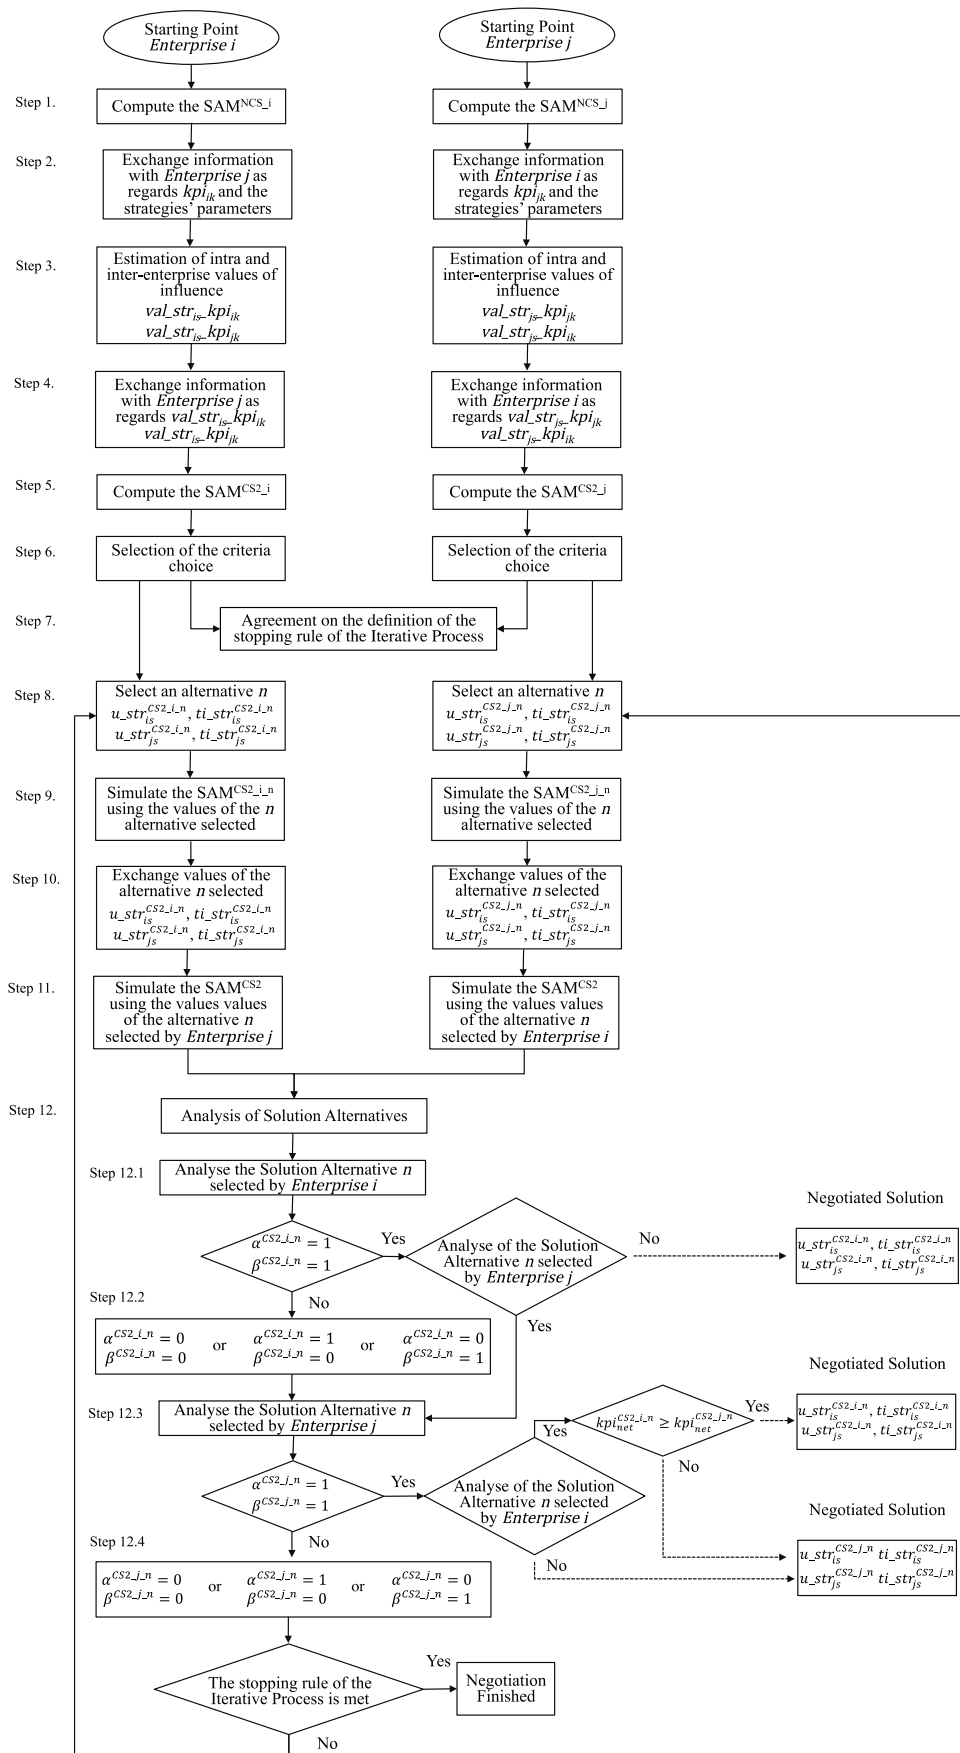 Starting Point
Enterprise i
Starting Point
Enterprise j
Step 1.
Compute the SAM^NCS_i
Compute the SAM^NCS_j
Step 2.
Exchange information
with Enterprise j as
regards kpi_ik and the
strategies' parameters
Exchange information
with Enterprise i as
regards kpi_jk and the
strategies' parameters
Step 3.
Estimation of intra and
inter-enterprise values of
influence
val_str_is_kpi_ik
val_str_is_kpi_jk
Estimation of intra and
inter-enterprise values of
influence
val_str_js_kpi_jk
val_str_js_kpi_ik
Step 4.
Exchange information
with Enterprise j as
regards val_str_is_kpi_ik
val_str_is_kpi_jk
Exchange information
with Enterprise i as
regards val_str_js_kpi_jk
val_str_js_kpi_ik
Step 5.
Compute the SAM^CS2_i
Compute the SAM^CS2_j
Step 6.
Selection of the criteria
choice
Selection of the criteria
choice
Step 7.
Agreement on the definition of the
stopping rule of the Iterative Process
Step 8.
Select an alternative n
u_str_is^CS2_i_n, ti_str_is^CS2_i_n
u_str_js^CS2_i_n, ti_str_js^CS2_i_n
Select an alternative n
u_str_is^CS2_j_n, ti_str_is^CS2_j_n
u_str_js^CS2_j_n, ti_str_js^CS2_j_n
Step 9.
Simulate the SAM^CS2_i_n
using the values of the n
alternative selected
Simulate the SAM^CS2_j_n
using the values of the n
alternative selected
Step 10.
Exchange values of the
alternative n selected
u_str_is^CS2_i_n, ti_str_is^CS2_i_n
u_str_js^CS2_i_n, ti_str_js^CS2_i_n
Exchange values of the
alternative n selected
u_str_is^CS2_j_n, ti_str_is^CS2_j_n
u_str_js^CS2_j_n, ti_str_js^CS2_j_n
Step 11.
Simulate the SAM^CS2
using the values values
of the alternative n
selected by Enterprise j
Simulate the SAM^CS2
using the values values
of the alternative n
selected by Enterprise i
Step 12.
Analysis of Solution Alternatives
Step 12.1
Analyse the Solution Alternative n
selected by Enterprise i
α^CS2_i_n = 1
β^CS2_i_n = 1
Yes
Analyse of the Solution
Alternative n selected
by Enterprise j
No
Negotiated Solution
u_str_is^CS2_i_n, ti_str_is^CS2_i_n
u_str_js^CS2_i_n, ti_str_js^CS2_i_n
No
Yes
Step 12.2
α^CS2_i_n = 0 or α^CS2_i_n = 1 or α^CS2_i_n = 0
β^CS2_i_n = 0 β^CS2_i_n = 0 β^CS2_i_n = 1
Step 12.3
Analyse the Solution Alternative n
selected by Enterprise j
α^CS2_j_n = 1
β^CS2_j_n = 1
Yes
Analyse of the Solution
Alternative n selected
by Enterprise i
Yes
kpi_net^CS2_i_n ≥ kpi_net^CS2_j_n
Yes
Negotiated Solution
u_str_is^CS2_i_n, ti_str_is^CS2_i_n
u_str_js^CS2_i_n, ti_str_js^CS2_i_n
No
Negotiated Solution
u_str_is^CS2_j_n ti_str_is^CS2_j_n
u_str_js^CS2_j_n ti_str_js^CS2_j_n
No
No
Step 12.4
α^CS2_j_n = 0 or α^CS2_j_n = 1 or α^CS2_j_n = 0
β^CS2_j_n = 0 β^CS2_j_n = 0 β^CS2_j_n = 1
The stopping rule of the
Iterative Process is met
Yes
Negotiation
Finished
No